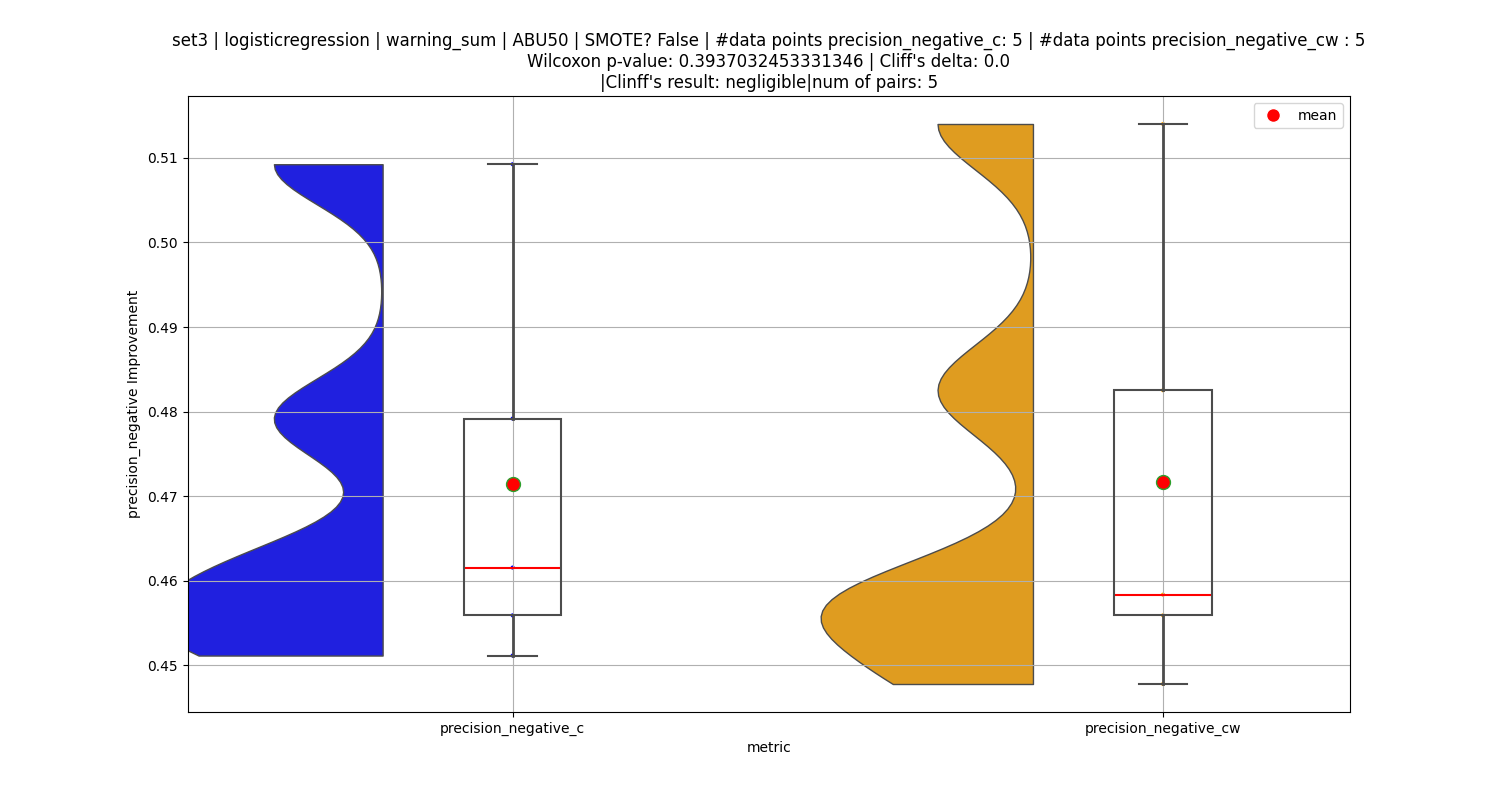 set3 | logisticregression | warning_sum | ABU50 | SMOTE? False | #data points precision_negative_c: 5 | #data points precision_negative_cw : 5
Wilcoxon p-value: 0.3937032453331346 | Cliff's delta: 0.0
|Clinff's result: negligible|num of pairs: 5
mean
0.51
0.50
0.49
0.48
0.47
0.46
0.45
precision_negative Improvement
precision_negative_c
precision_negative_cw
metric